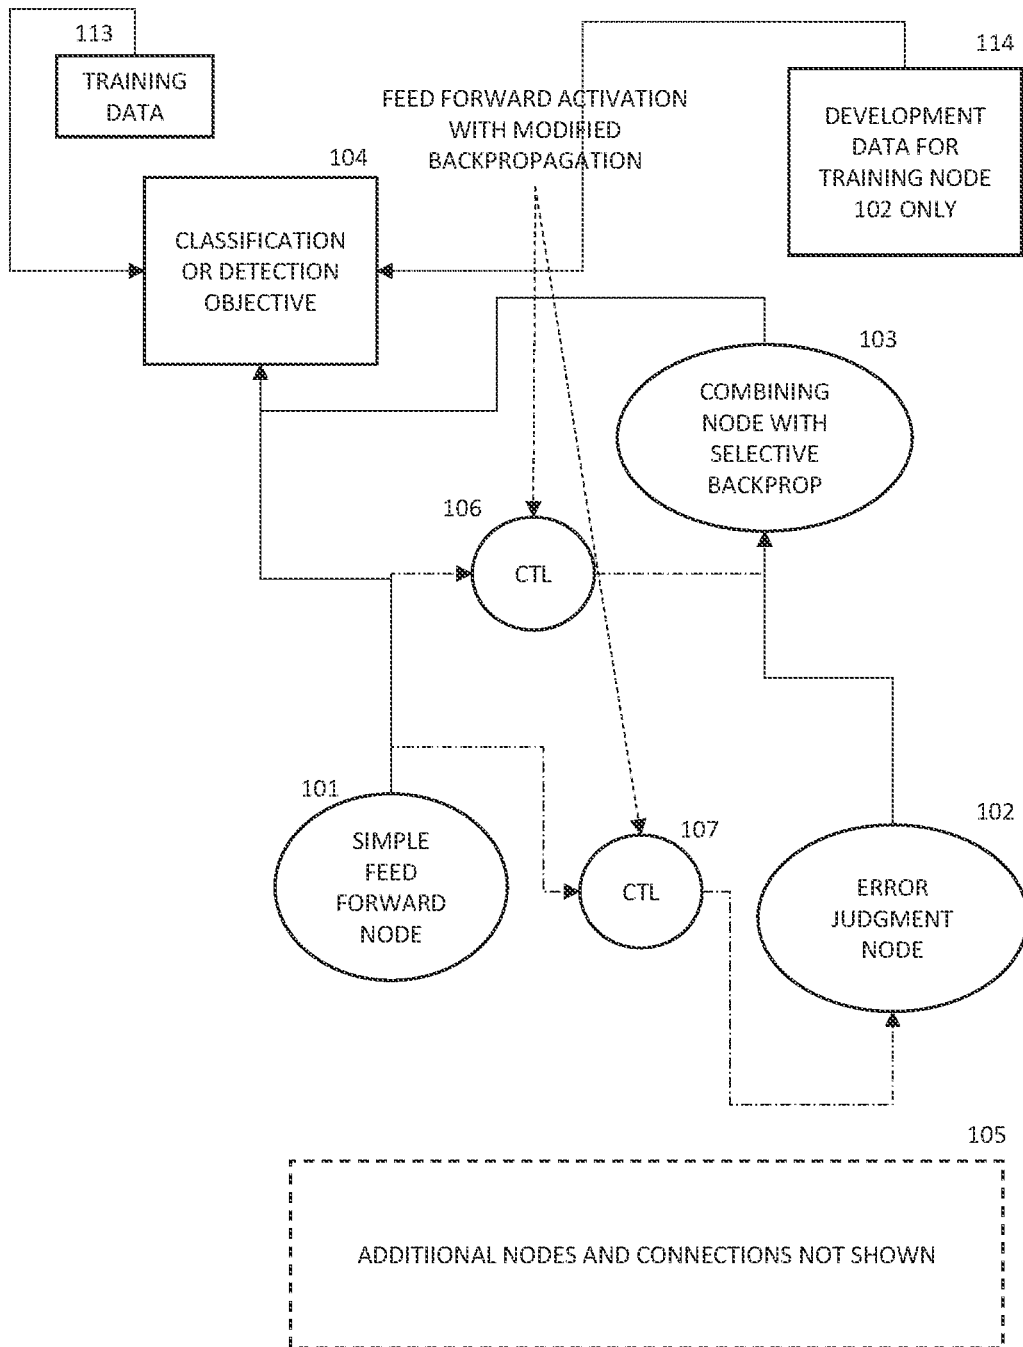 113
TRAINING
DATA
114
DEVELOPMENT
DATA FOR
TRAINING NODE
102 ONLY
FEED FORWARD ACTIVATION
WITH MODIFIED
BACKPROPAGATION
104
CLASSIFICATION
OR DETECTION
OBJECTIVE
103
COMBINING
NODE WITH
SELECTIVE
BACKPROP
106
CTL
101
SIMPLE
FEED
FORWARD
NODE
107
CTL
102
ERROR
JUDGMENT
NODE
105
ADDITIIONAL NODES AND CONNECTIONS NOT SHOWN